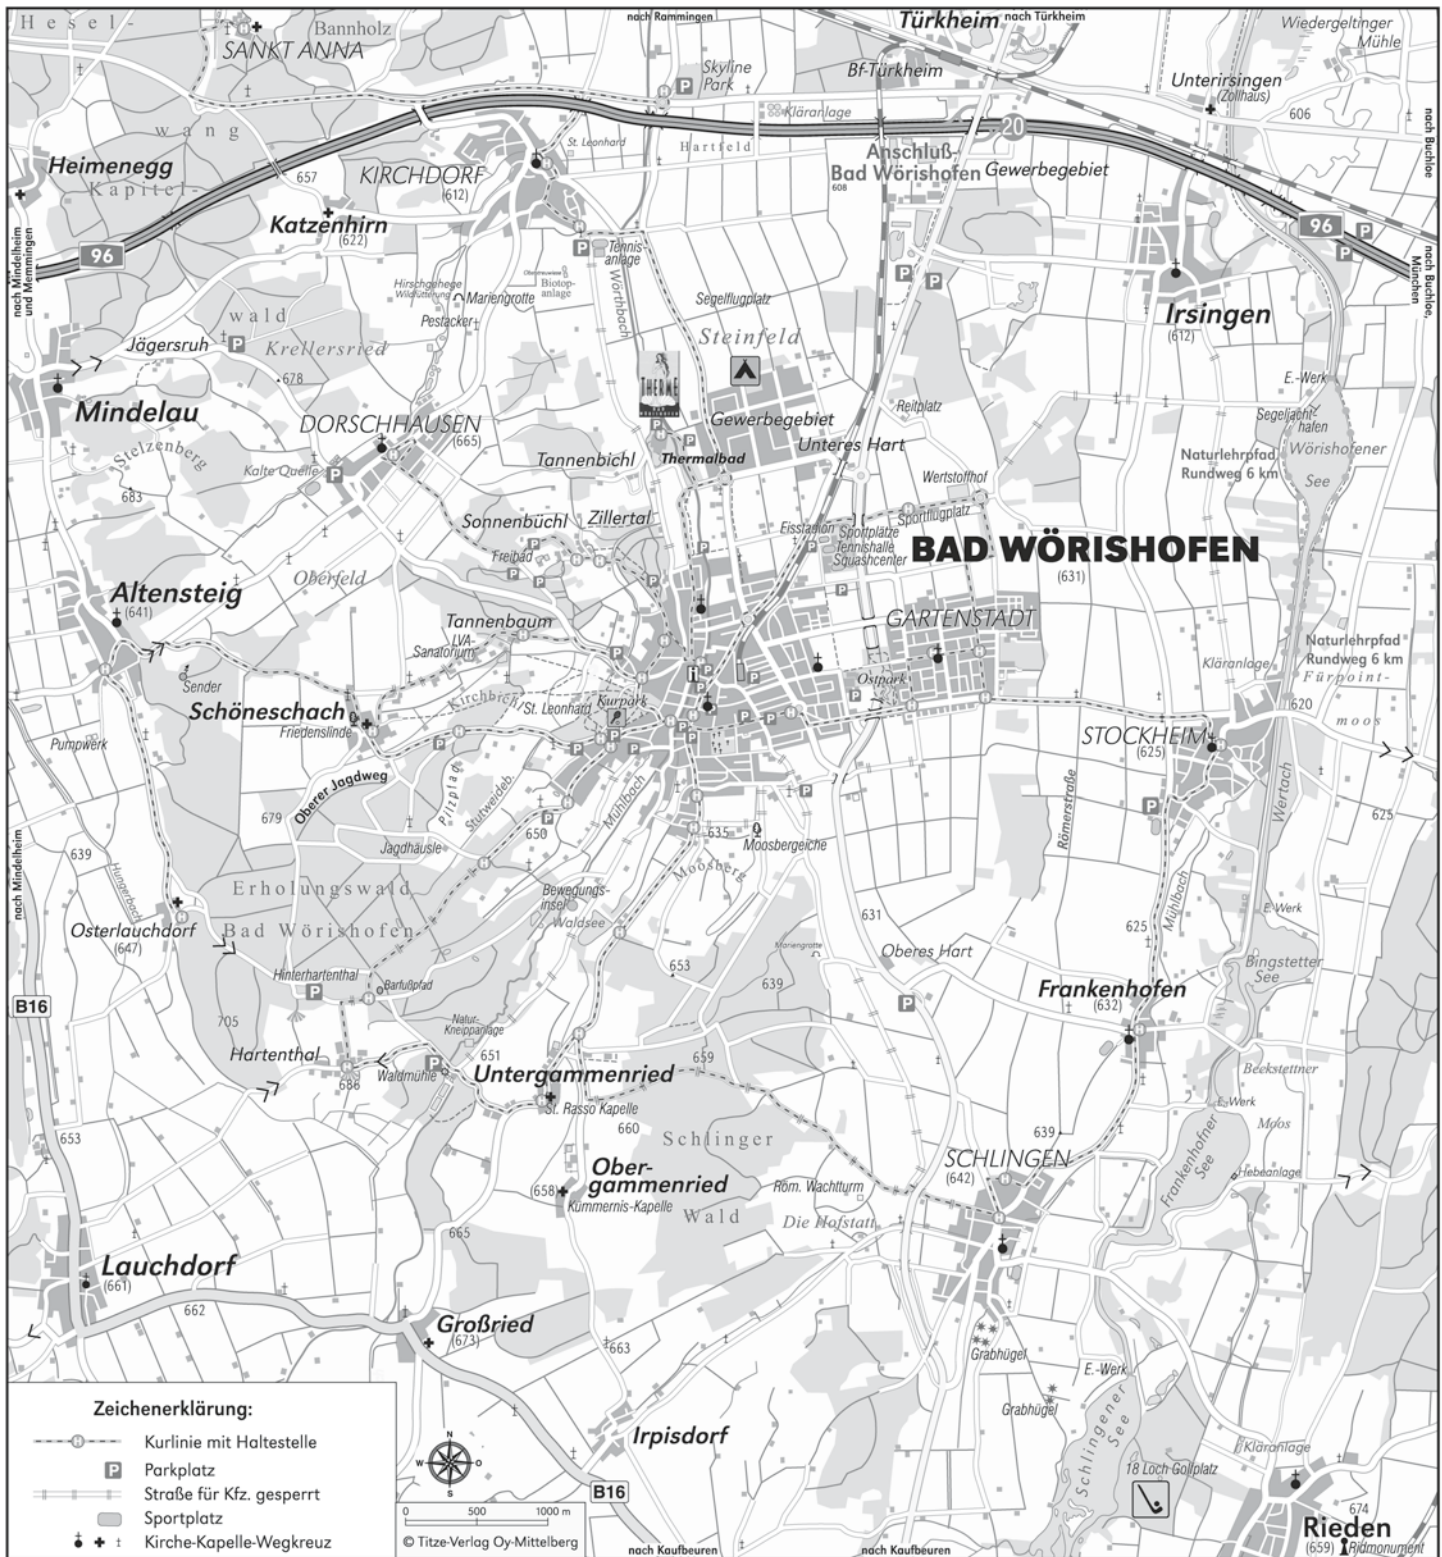 nach Rammingen
Türkheim
nach Türkheim
Hesel-
Bannholz
SANKT ANNA
Wiedergeltinger
Mühle
Skyline
Park
Bf-Türkheim
Unterirsingen
(Zollhaus)
606
Kläranlage
wang
20
nach Buchloe
Heimenegg
Kapitel-
657
KIRCHDORF
(612)
St. Leonhard
Hartfeld
Anschluß-
Bad Wörishofen
608
Gewerbegebiet
Katzenhirn
(622)
96
96
nach Mindelheim
und Memmingen
nach Buchloe,
München
Tennis
anlage
Biotop-
anlage
Hirschgehege
Wildfütterung
Mariengrotte
Pestacker
Wörthbach
Segelflugplatz
Steinfeld
Irsingen
(612)
wald
Jägersruh
Krellersried
678
THERME
E.-Werk
Mindelau
DORSCHHAUSEN
(665)
Gewerbegebiet
Reitplatz
Segeljacht-
hafen
Wörishofener
See
Stelzenberg
Kalte Quelle
683
Tannenbichl
Thermalbad
Unteres Hart
Naturlehrpfad
Rundweg 6 km
Wertstoffhof
Sonnenbüchl
Zillertal
Freibad
Eisstadion
Sportplätze
Tennishalle
Squashcenter
Sportflugplatz
BAD WÖRISHOFEN
(631)
Oberfeld
Altensteig
(641)
Tannenbaum
LVA-
Sanatorium
GARTENSTADT
Naturlehrpfad
Rundweg 6 km
Fürpoint-
moos
Kläranlage
Sender
Schöneschach
Friedenslinde
Kirchbichl
St. Leonhard
Kurpark
Ostpark
620
STOCKHEIM
(625)
Pumpwerk
Oberer Jagdweg
Pilzpfad
Stutweideb.
Mühlbach
679
650
Jagdhäusle
635
Moosbergeiche
Moosberg
Römerstraße
Wertach
625
nach Mindelheim
639
Hungerbach
Erholungswald
Bad Wörishofen
Bewegungs-
insel
Waldsee
Osterlauchdorf
(647)
631
625
Mühlbach
E.-Werk
Mariengrotte
Oberes Hart
Bingstetter
See
653
639
Hinterhartenthal
Barfußpfad
Frankenhofen
(632)
B16
705
Natur-
Kneippanlage
Hartenthal
686
Waldmühle
651
Untergammenried
St. Rasso Kapelle
659
660
Beckstettner
Moos
E.-Werk
653
Schlinger
Wald
639
Frankenhofner
See
Hebeanlage
SCHLINGEN
(642)
Ober-
gammenried
(658)
Kümmernis-Kapelle
Röm. Wachtturm
Die Hofstatt
665
Lauchdorf
(661)
662
Großried
(673)
663
Grabhügel
E.-Werk
Grabhügel
Schlingener
See
Irpisdorf
Kläranlage
18 Loch Golfplatz
B16
674
Rieden
(659)
Ridmonument
nach Kaufbeuren
nach Kaufbeuren
Zeichenerklärung:
Kurlinie mit Haltestelle
Parkplatz
Straße für Kfz. gesperrt
Sportplatz
Kirche-Kapelle-Wegkreuz
N
W
O
S
0 500 1000 m
© Titze-Verlag Oy-Mittelberg